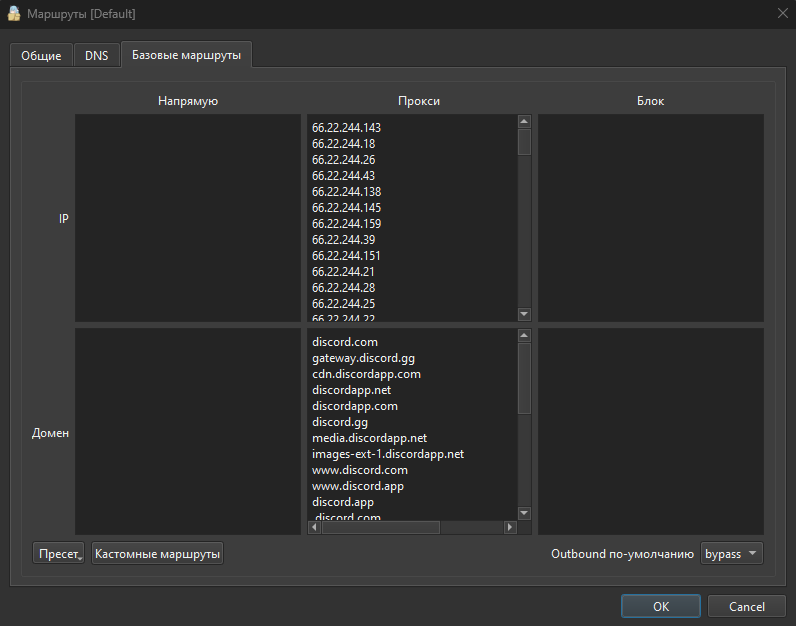 Маршруты [Default]
Общие
DNS
Базовые маршруты
Напрямую
Прокси
Блок
IP
66.22.244.143
66.22.244.18
66.22.244.26
66.22.244.43
66.22.244.138
66.22.244.145
66.22.244.159
66.22.244.39
66.22.244.151
66.22.244.21
66.22.244.28
66.22.244.25
66.22.244.22
Домен
discord.com
gateway.discord.gg
cdn.discordapp.com
discordapp.net
discordapp.com
discord.gg
media.discordapp.net
images-ext-1.discordapp.net
www.discord.com
www.discord.app
discord.app
.discord.com
Пресет
Кастомные маршруты
Outbound по-умолчанию
bypass
OK
Cancel